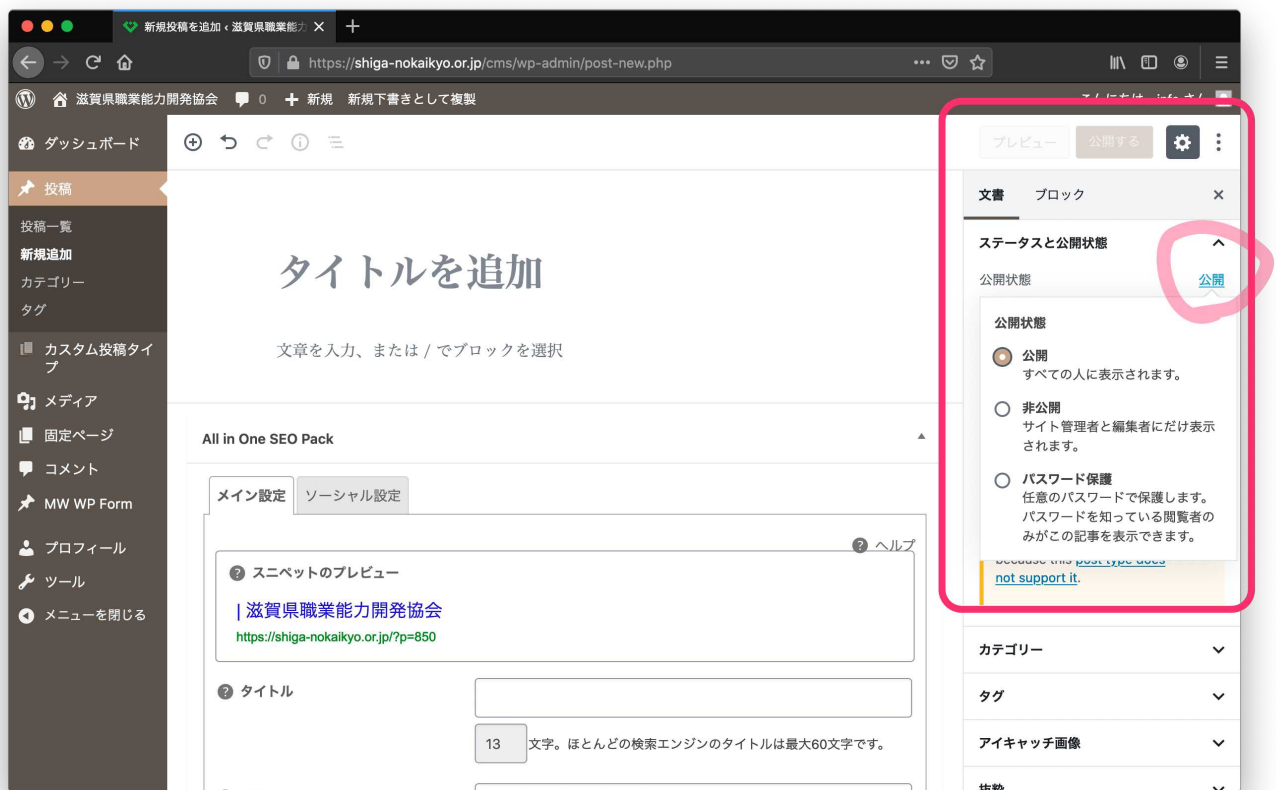 新規投稿を追加 ‹ 滋賀県職業能力
https://shiga-nokaikyo.or.jp/cms/wp-admin/post-new.php
滋賀県職業能力開発協会 0 新規 新規下書きとして複製
ダッシュボード
投稿
投稿一覧
新規追加
カテゴリー
タグ
カスタム投稿タイ
プ
メディア
固定ページ
コメント
MW WP Form
プロフィール
ツール
メニューを閉じる
タイトルを追加
文章を入力、または / でブロックを選択
All in One SEO Pack
メイン設定 ソーシャル設定
ヘルプ
スニペットのプレビュー
| 滋賀県職業能力開発協会
https://shiga-nokaikyo.or.jp/?p=850
タイトル
13 文字。ほとんどの検索エンジンのタイトルは最大60文字です。
プレビュー 公開する
文書 ブロック
ステータスと公開状態
公開状態 公開
公開状態
公開
すべての人に表示されます。
非公開
サイト管理者と編集者にだけ表示
されます。
パスワード保護
任意のパスワードで保護します。
パスワードを知っている閲覧者の
みがこの記事を表示できます。
because this post type does
not support it.
カテゴリー
タグ
アイキャッチ画像
抜粋